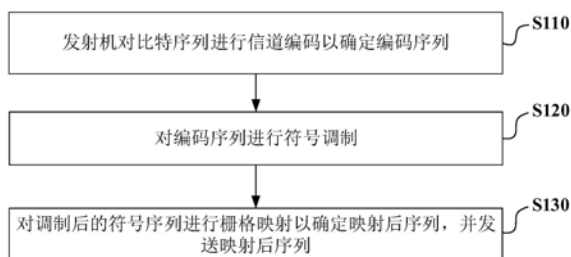 S110
发射机对比特序列进行信道编码以确定编码序列
S120
对编码序列进行符号调制
S130
对调制后的符号序列进行栅格映射以确定映射后序列，并发
送映射后序列